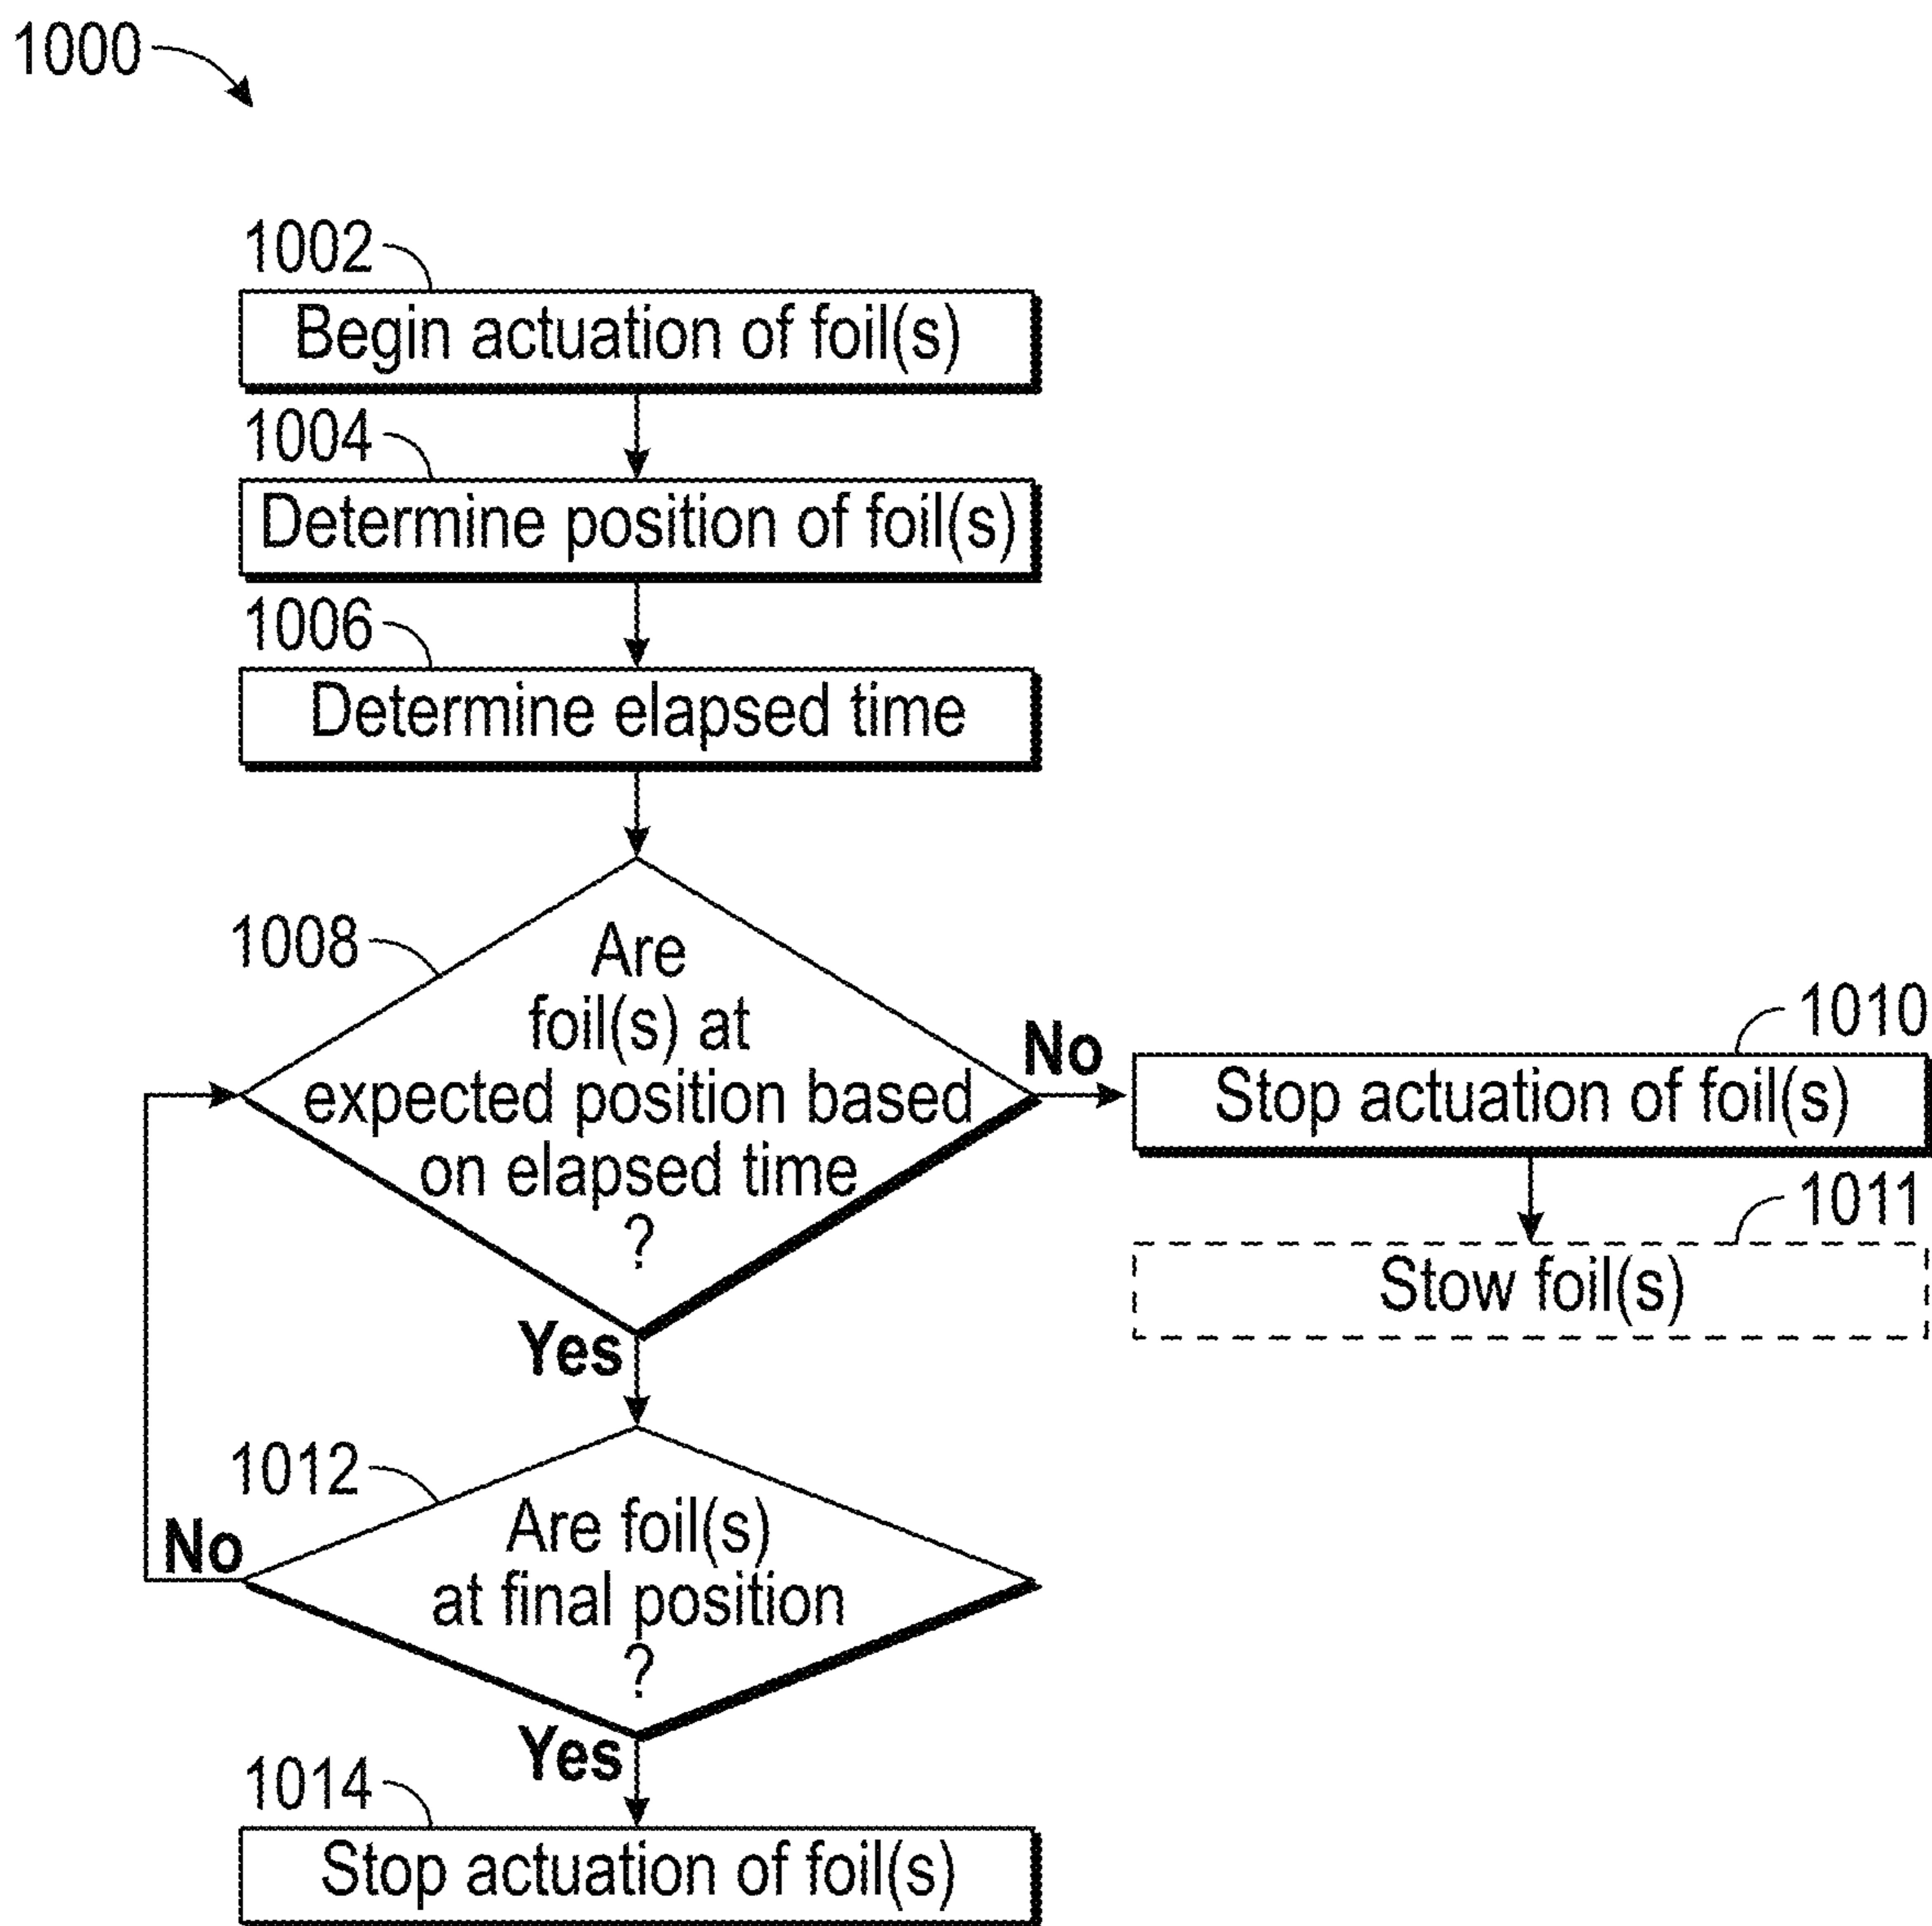 1000
1002
Begin actuation of foil(s)
1004
Determine position of foil(s)
1006
Determine elapsed time
1008
Are
foil(s) at
expected position based
on elapsed time
?
No
1010
Stop actuation of foil(s)
1011
Stow foil(s)
Yes
1012
Are foil(s)
at final position
?
No
Yes
1014
Stop actuation of foil(s)